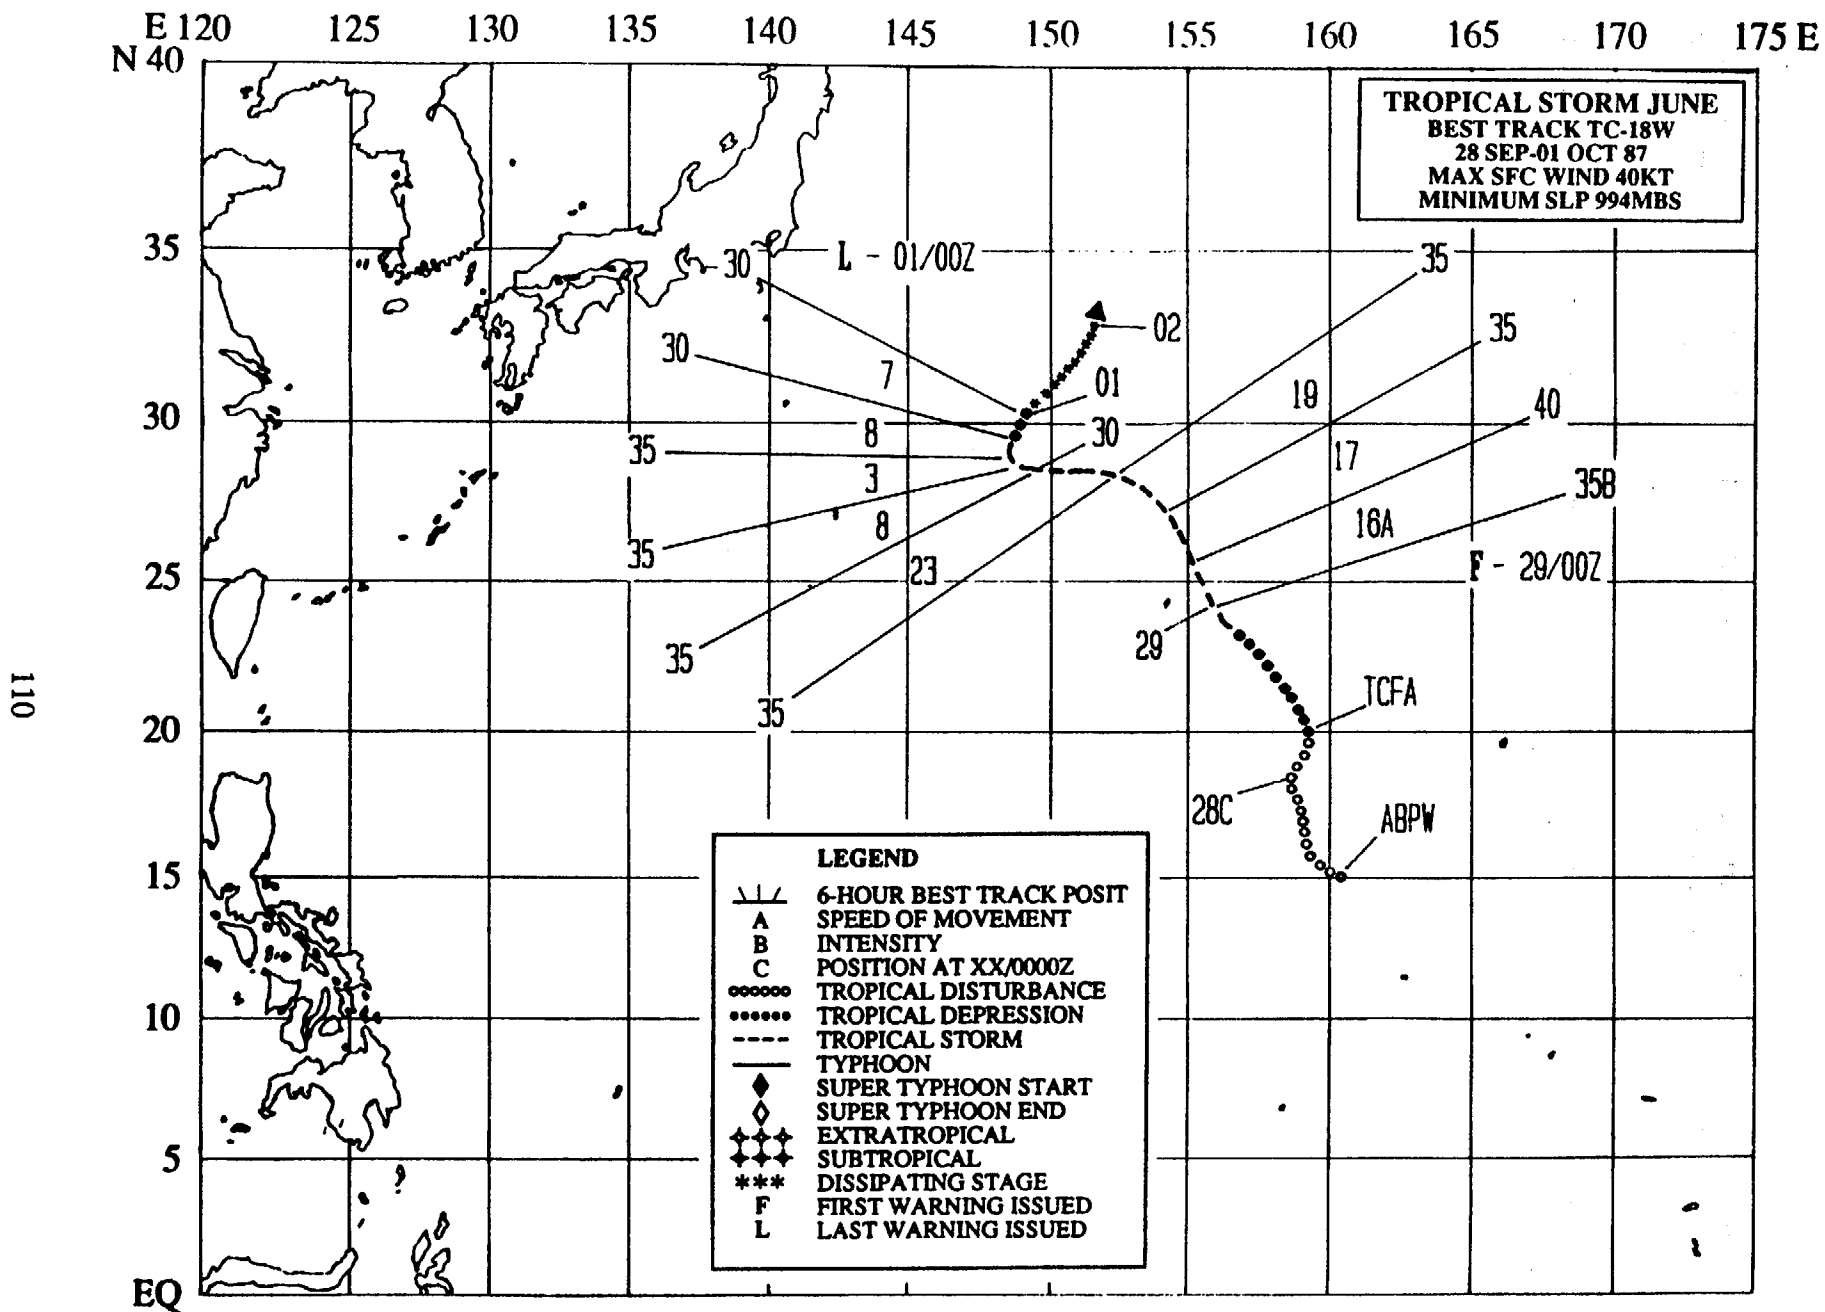 E 120 125 130 135 140 145 150 155 160 165 170 175 E
N 40
TROPICAL STORM JUNE
BEST TRACK TC-18W
28 SEP-01 OCT 87
MAX SFC WIND 40KT
MINIMUM SLP 994MBS
35
30
L - 01/00Z
35
02
35
30
7
01
19
40
30
8
30
35
17
35B
3
16A
8
35
25
23
F - 29/00Z
29
35
TCFA
35
20
28C
ABPW
110
LEGEND
6-HOUR BEST TRACK POSIT
A SPEED OF MOVEMENT
B INTENSITY
C POSITION AT XX/0000Z
TROPICAL DISTURBANCE
TROPICAL DEPRESSION
TROPICAL STORM
TYPHOON
SUPER TYPHOON START
SUPER TYPHOON END
EXTRATROPICAL
SUBTROPICAL
*** DISSIPATING STAGE
F FIRST WARNING ISSUED
L LAST WARNING ISSUED
15
10
5
EQ